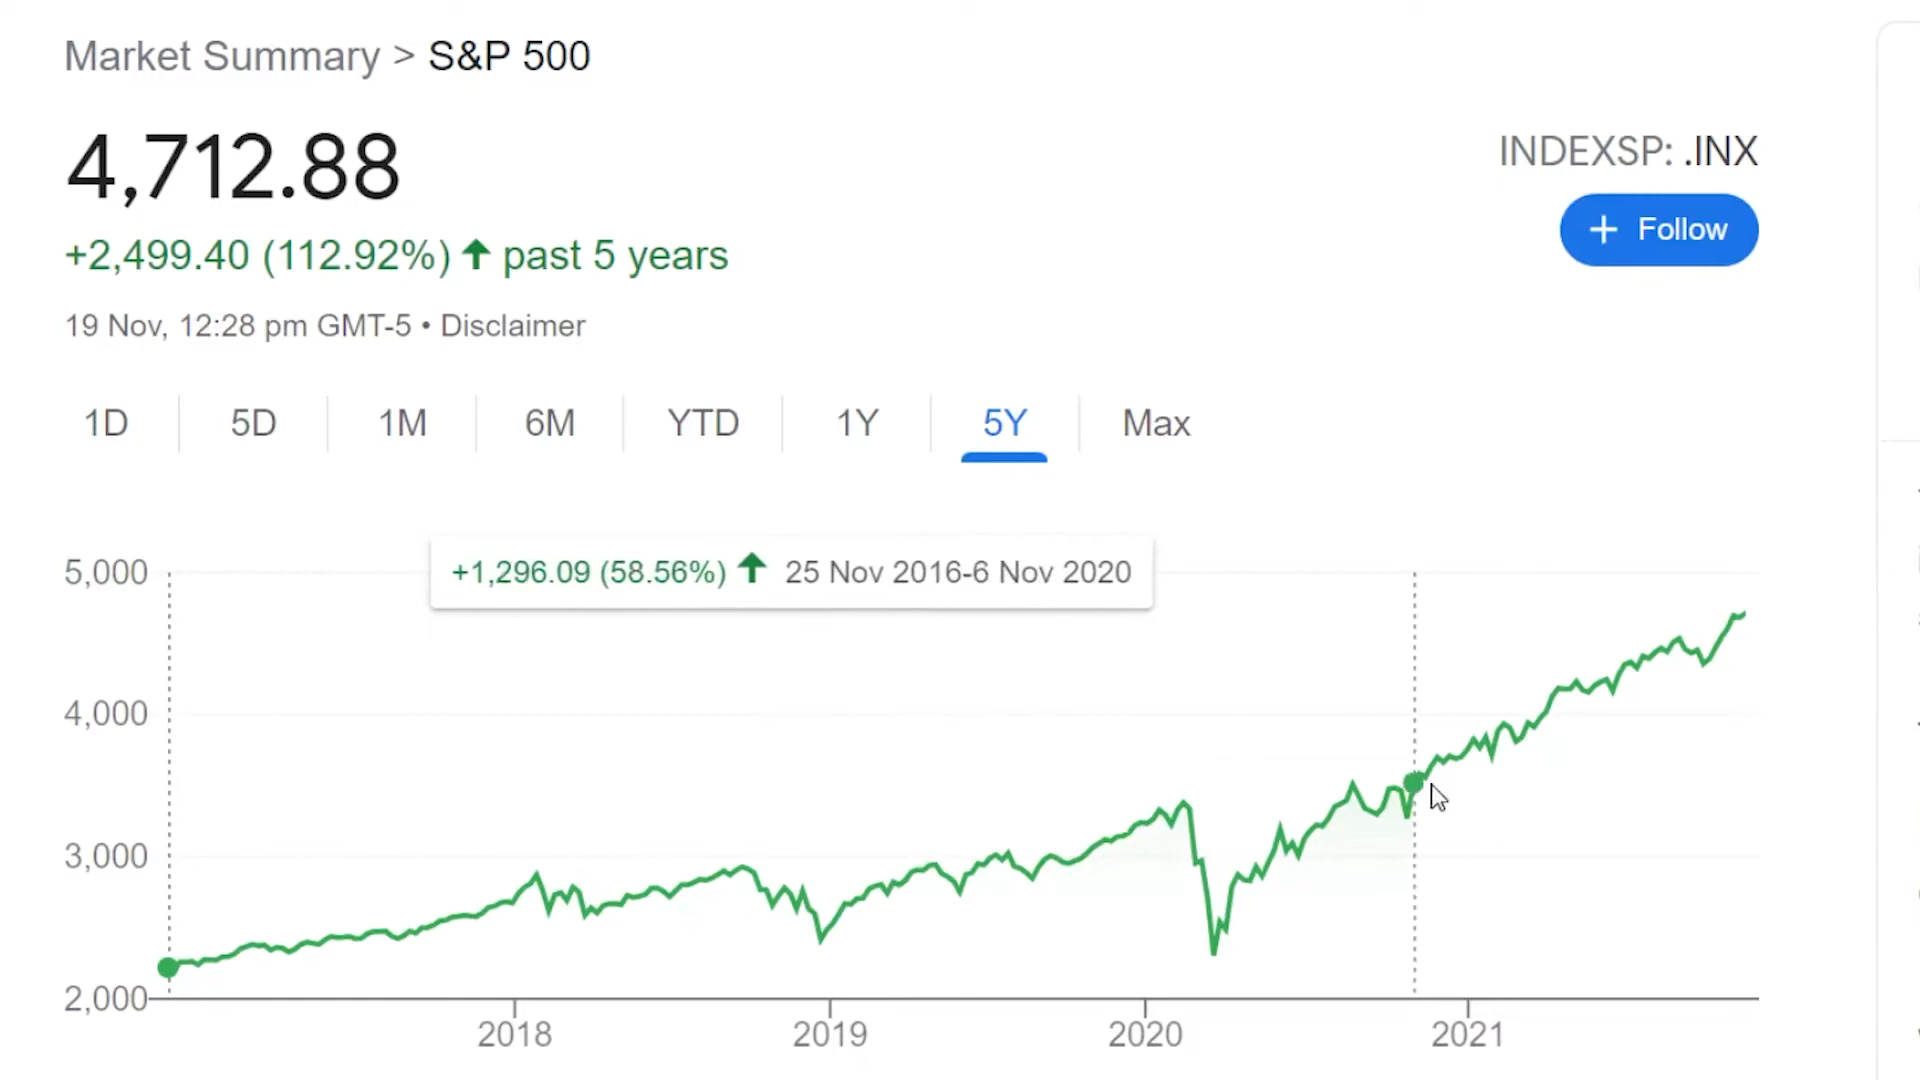 Market Summary > S&P 500
4,712.88
INDEXSP: .INX
+ Follow
+2,499.40 (112.92%) ↑ past 5 years
19 Nov, 12:28 pm GMT-5 • Disclaimer
1D 5D 1M 6M YTD 1Y 5Y Max
+1,296.09 (58.56%) ↑ 25 Nov 2016-6 Nov 2020
5,000
4,000
3,000
2,000
2018 2019 2020 2021